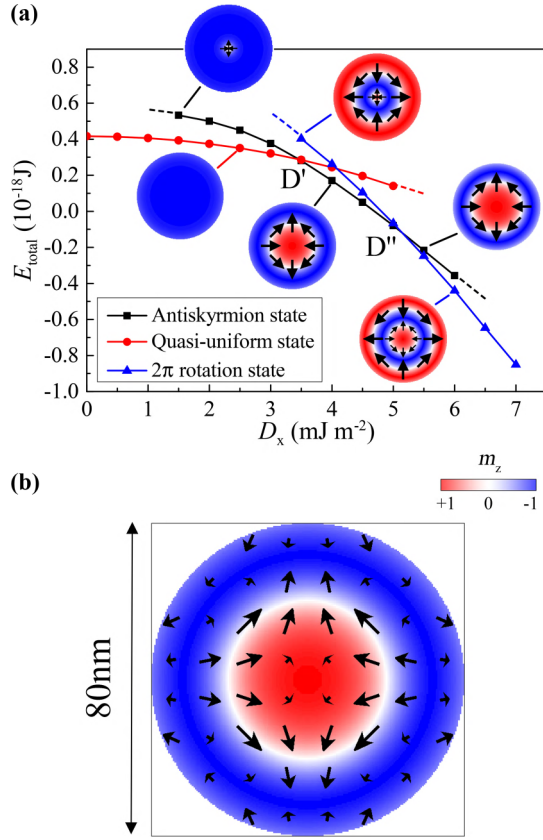 (a)
0.8
0.6
0.4
0.2
0.0
-0.2
-0.4
-0.6
-0.8
-1.0
E_total (10^-18 J)
D'
D''
Antiskyrmion state
Quasi-uniform state
2π rotation state
0 1 2 3 4 5 6 7
D_x (mJ m^-2)
(b)
m_z
+1 0 -1
80nm